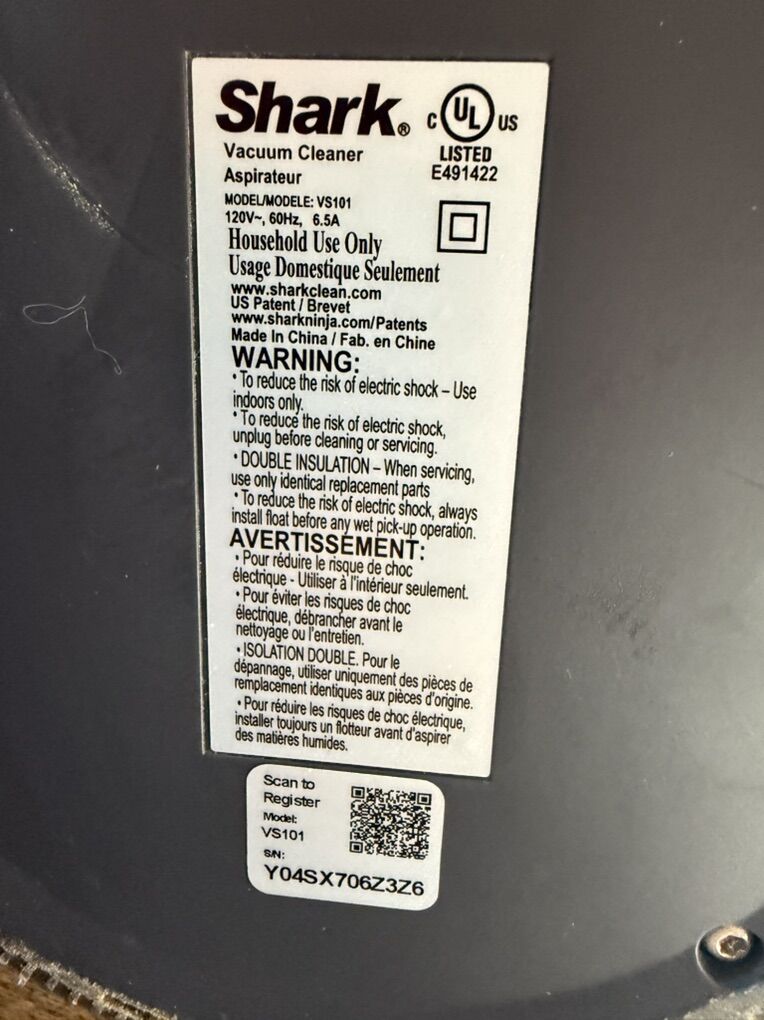 Shark®
Vacuum Cleaner
Aspirateur
C UL US
LISTED
E491422
MODEL/MODELE: VS101
120V~, 60Hz, 6.5A
Household Use Only
Usage Domestique Seulement
www.sharkclean.com
US Patent / Brevet
www.sharkninja.com/Patents
Made In China / Fab. en Chine
WARNING:
• To reduce the risk of electric shock – Use
indoors only.
• To reduce the risk of electric shock,
unplug before cleaning or servicing.
• DOUBLE INSULATION – When servicing,
use only identical replacement parts
• To reduce the risk of electric shock, always
install float before any wet pick-up operation.
AVERTISSEMENT:
• Pour réduire le risque de choc
électrique - Utiliser à l'intérieur seulement.
• Pour éviter les risques de choc
électrique, débrancher avant le
nettoyage ou l'entretien.
• ISOLATION DOUBLE. Pour le
dépannage, utiliser uniquement des pièces de
remplacement identiques aux pièces d'origine.
• Pour réduire les risques de choc électrique,
installer toujours un flotteur avant d'aspirer
des matières humides.
Scan to
Register
Model:
VS101
S/N:
Y04SX706Z3Z6